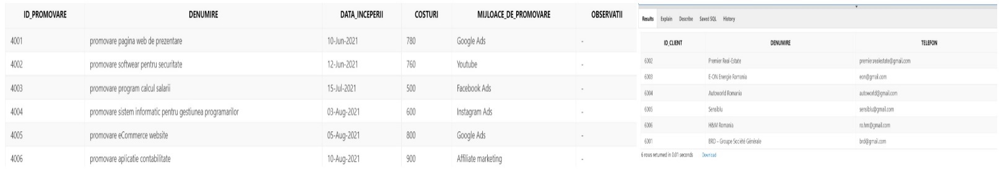 ID_PROMOVARE DENUMIRE DATA_INCEPERII COSTURI MIJLOACE_DE_PROMOVARE OBSERVATII
4001 promovare pagina web de prezentare 10-Jun-2021 780 Google Ads -
4002 promovare softwear pentru securitate 12-Jun-2021 760 Youtube -
4003 promovare program calcul salarii 15-Jul-2021 500 Facebook Ads -
4004 promovare sistem informatic pentru gestiunea programarilor 03-Aug-2021 600 Instagram Ads -
4005 promovare eCommerce website 05-Aug-2021 800 Google Ads -
4006 promovare aplicatie contabilitate 10-Aug-2021 900 Affiliate marketing -
Results Explain Describe Saved SQL History
ID_CLIENT DENUMIRE TELEFON
6002 Premier Real-Estate premier.realestate@gmail.com
6003 E-ON Energie Romania eon@gmail.com
6004 Autoworld Romania autoworld@gmail.com
6005 Sensiblu sensiblu@gmail.com
6006 H&M Romania ro.hm@gmail.com
6001 BRD – Groupe Société Générale brd@gmail.com
6 rows returned in 0.01 seconds Download